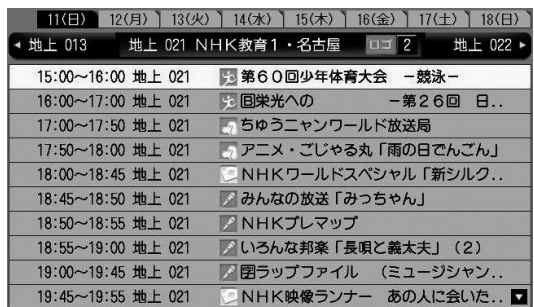 11(日) 12(月) 13(火) 14(水) 15(木) 16(金) 17(土) 18(日)
地上 013 地上 021 NHK教育1・名古屋 ロゴ 2 地上 022
15:00～16:00 地上 021 第60回少年体育大会 －競泳－
16:00～17:00 地上 021 栄光への －第26回 日..
17:00～17:50 地上 021 ちゅうニャンワールド放送局
17:50～18:00 地上 021 アニメ・ごじゃる丸「雨の日でんごん」
18:00～18:45 地上 021 NHKワールドスペシャル「新シルク..
18:45～18:50 地上 021 みんなの放送「みっちゃん」
18:50～18:55 地上 021 NHKプレマップ
18:55～19:00 地上 021 いろんな邦楽「長唄と義太夫」(2)
19:00～19:45 地上 021 字ラップファイル (ミュージシャン..
19:45～19:55 地上 021 NHK映像ランナー あの人に会いた..